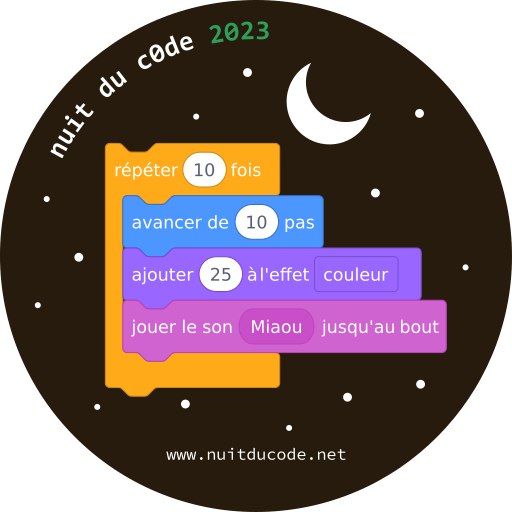 nuit du c0de 2023
répéter 10 fois
avancer de 10 pas
ajouter 25 à l'effet couleur
jouer le son Miaou jusqu'au bout
www.nuitducode.net